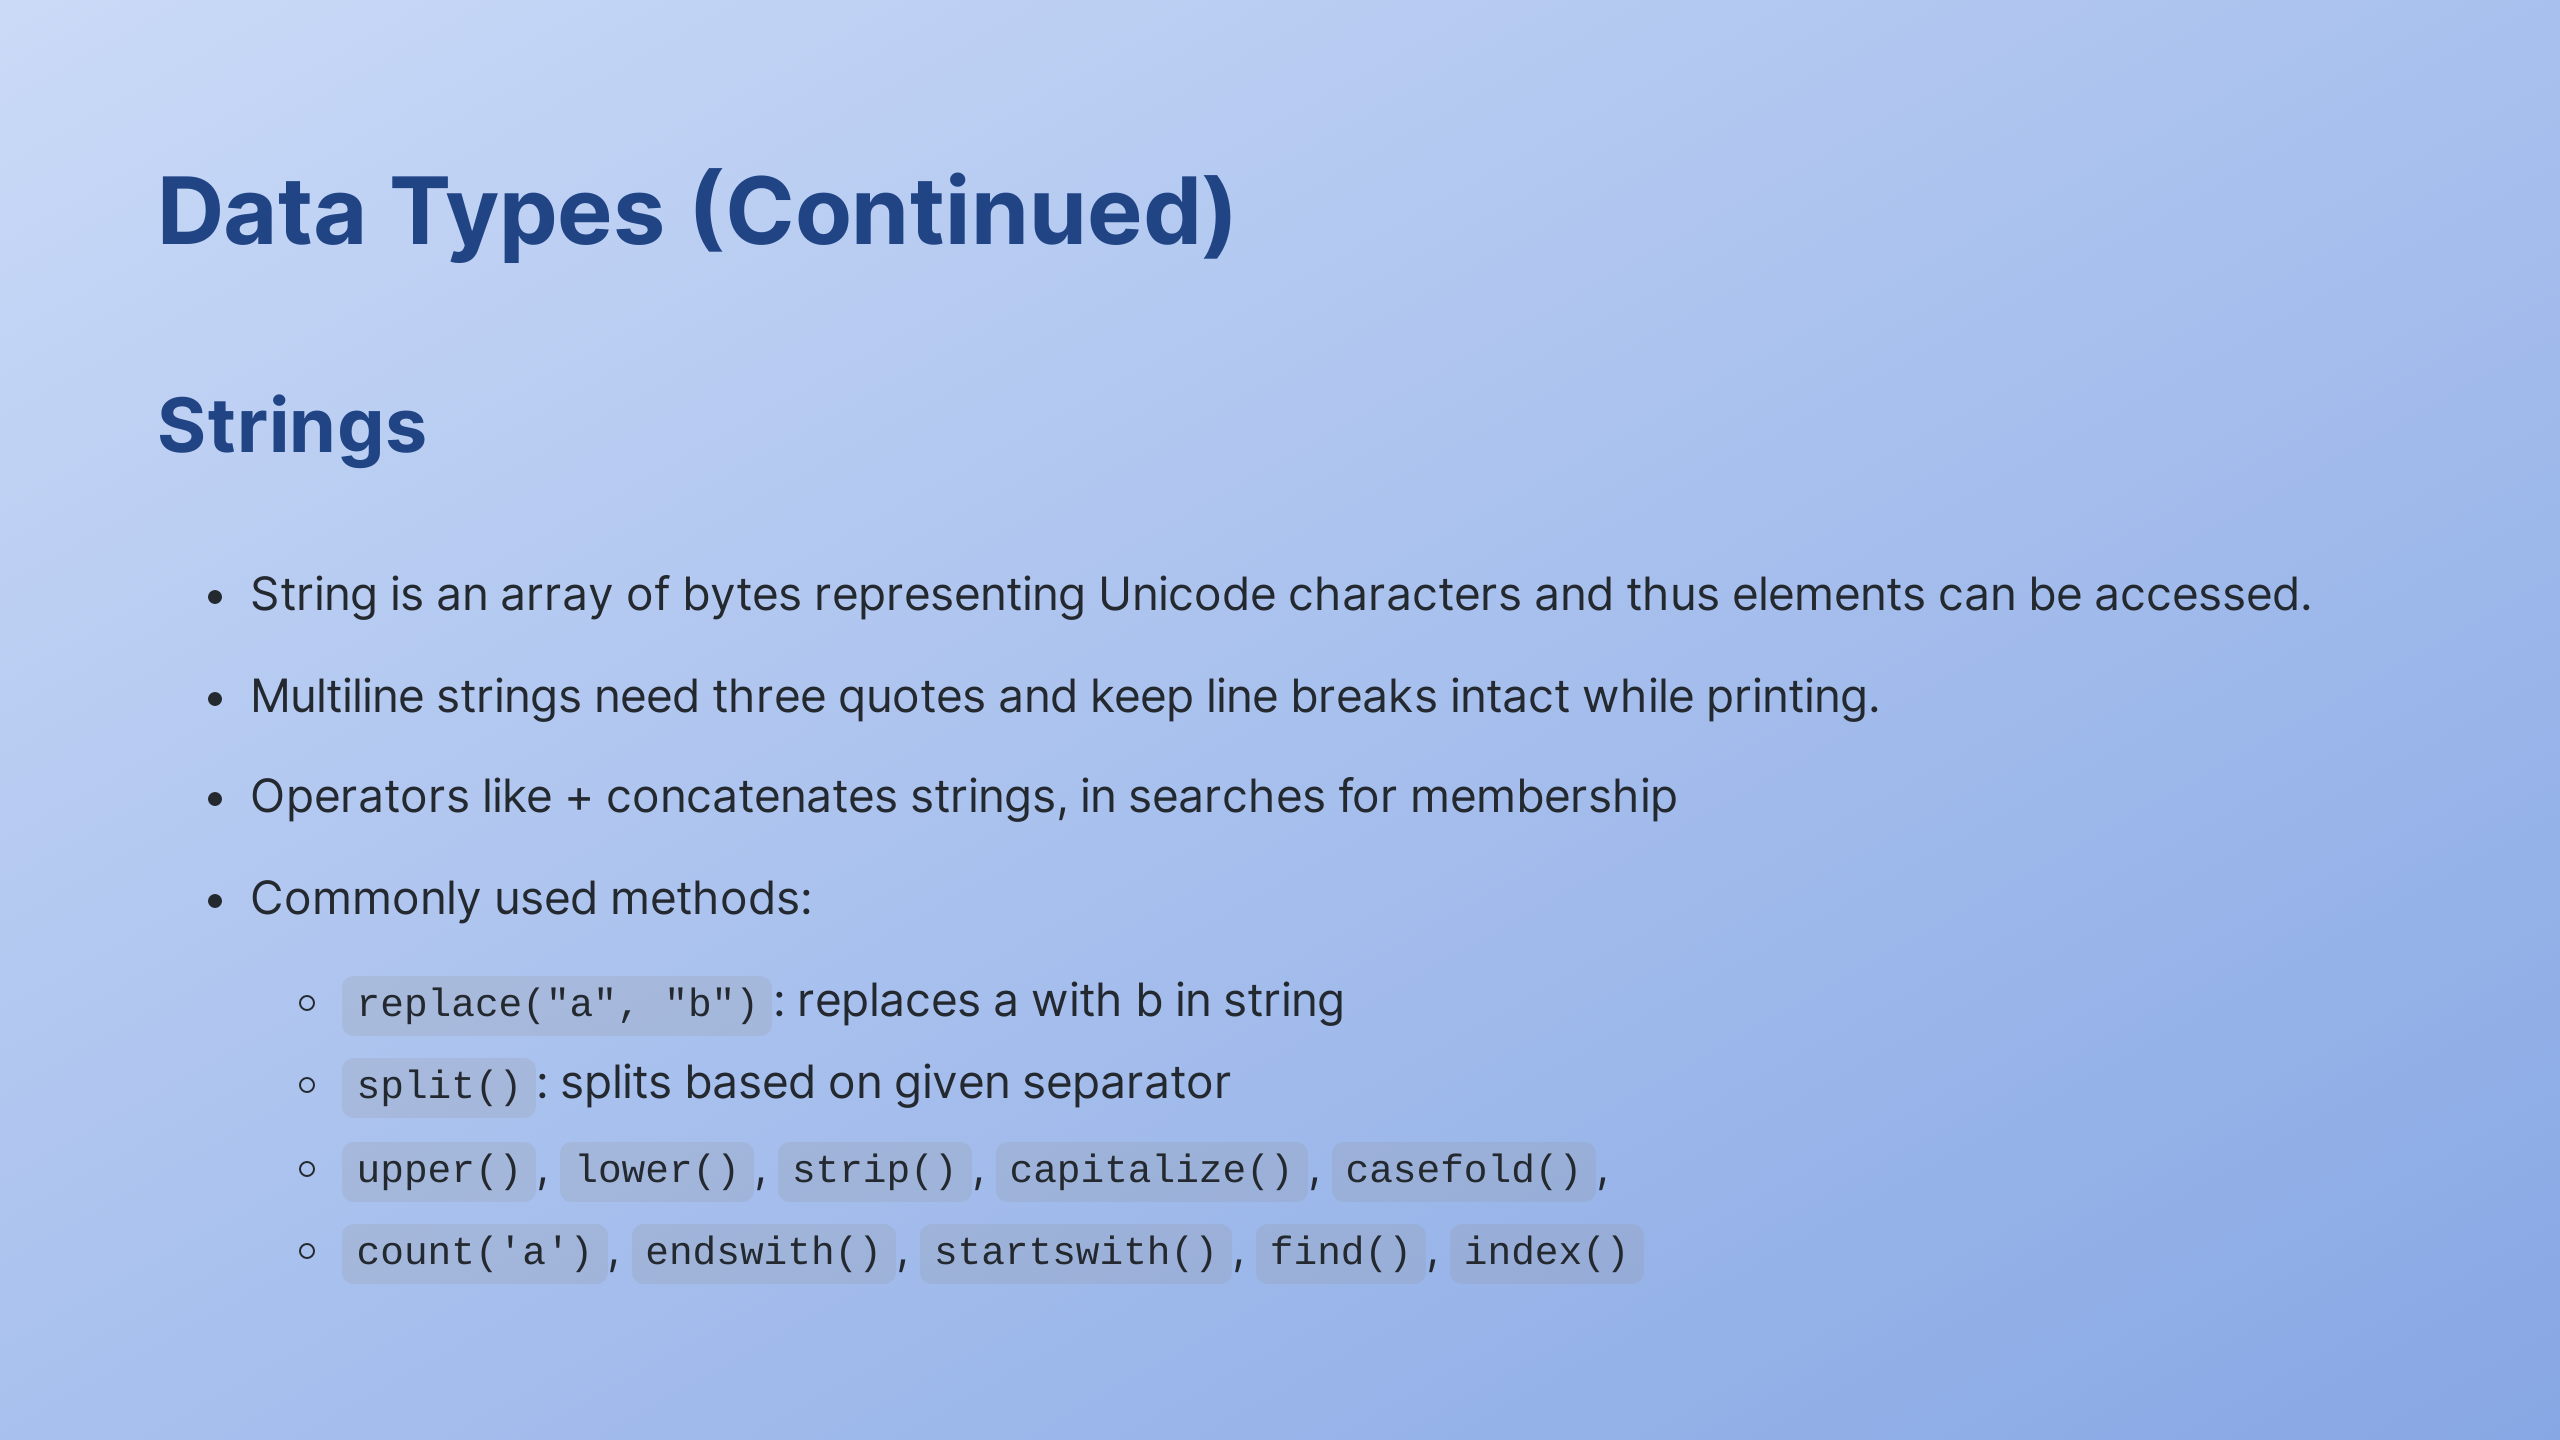 Data Types (Continued)
Strings
• String is an array of bytes representing Unicode characters and thus elements can be accessed.
• Multiline strings need three quotes and keep line breaks intact while printing.
• Operators like + concatenates strings, in searches for membership
• Commonly used methods:
◦ replace("a", "b"): replaces a with b in string
◦ split(): splits based on given separator
◦ upper(), lower(), strip(), capitalize(), casefold(),
◦ count('a'), endswith(), startswith(), find(), index()